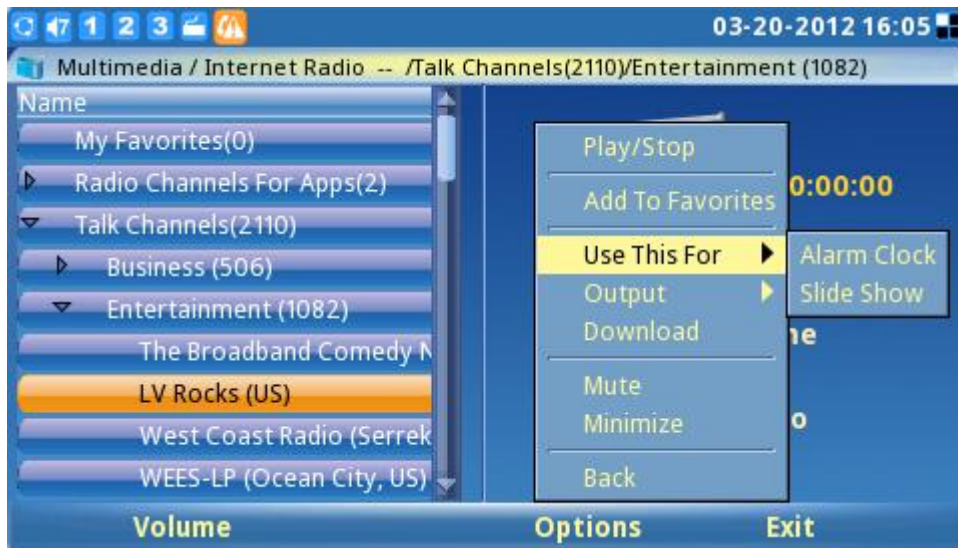 47 1 2 3 03-20-2012 16:05
Multimedia / Internet Radio -- /Talk Channels(2110)/Entertainment (1082)
Name
My Favorites(0)
Radio Channels For Apps(2)
Talk Channels(2110)
Business (506)
Entertainment (1082)
The Broadband Comedy
LV Rocks (US)
West Coast Radio (Serrek
WEES-LP (Ocean City, US)
Play/Stop
Add To Favorites
0:00:00
Use This For
Alarm Clock
Output
Slide Show
Download
Mute
Minimize
Back
Volume Options Exit